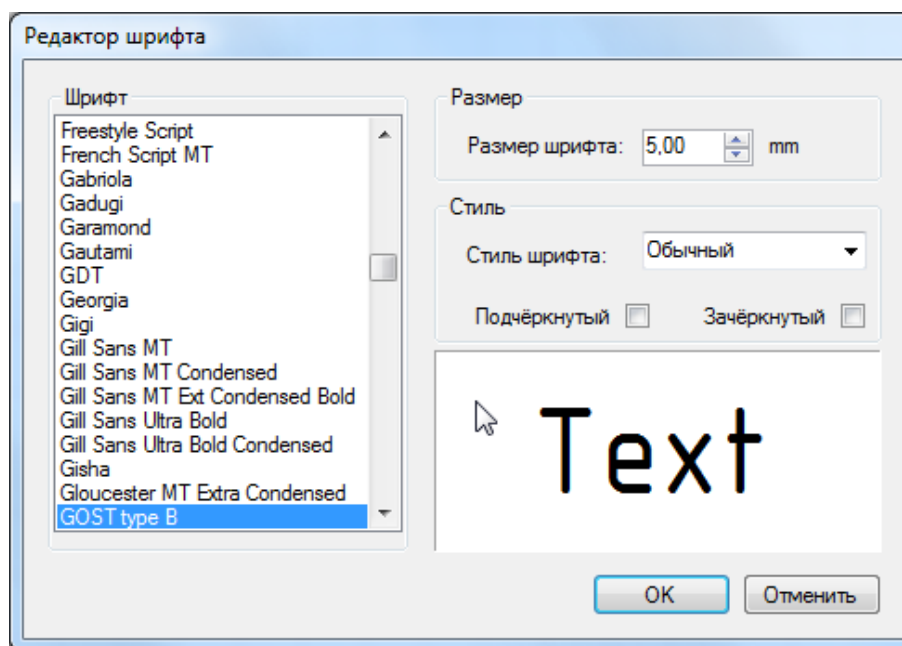 Редактор шрифта
Шрифт
Freestyle Script
French Script MT
Gabriola
Gadugi
Garamond
Gautami
GDT
Georgia
Gigi
Gill Sans MT
Gill Sans MT Condensed
Gill Sans MT Ext Condensed Bold
Gill Sans Ultra Bold
Gill Sans Ultra Bold Condensed
Gisha
Gloucester MT Extra Condensed
GOST type B
Размер
Размер шрифта: 5,00 mm
Стиль
Стиль шрифта: Обычный
Подчёркнутый Зачёркнутый
Text
OK Отменить